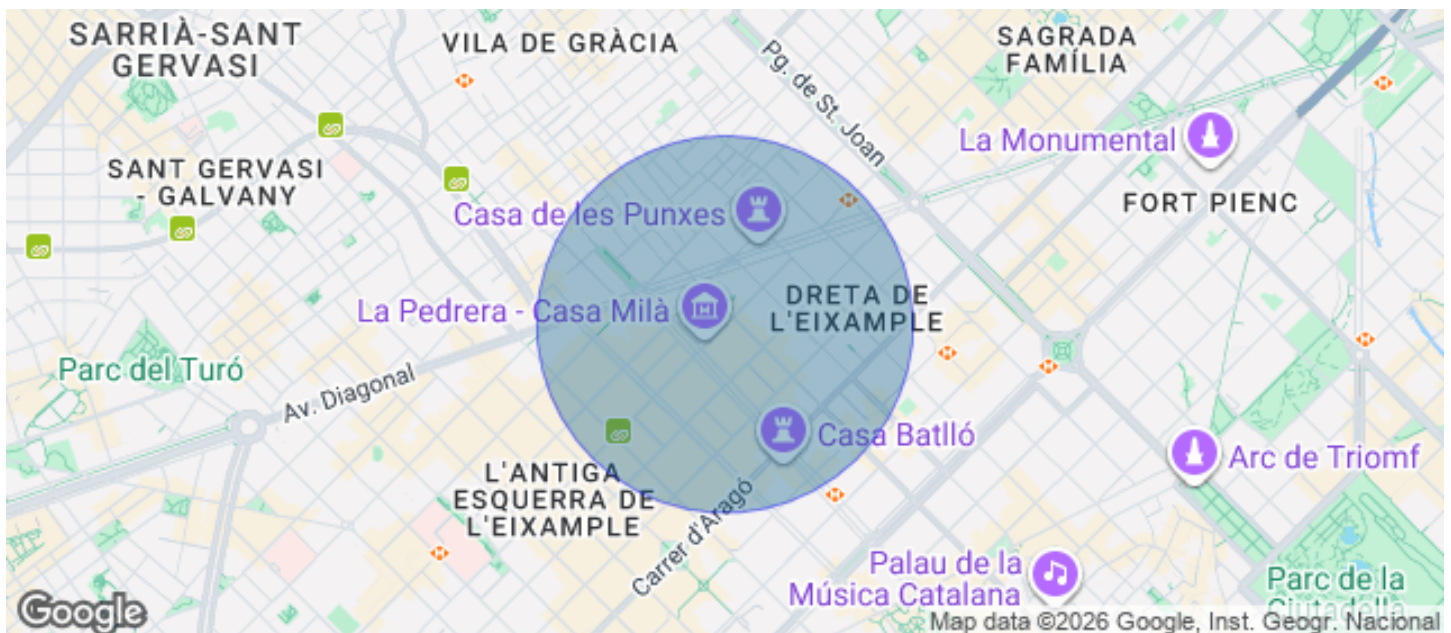 SARRIÀ-SANT
GERVASI
VILA DE GRÀCIA
SAGRADA
FAMÍLIA
Pg. de St. Joan
La Monumental
SANT GERVASI
- GALVANY
Casa de les Punxes
FORT PIENC
La Pedrera - Casa Milà
DRETA DE
L'EIXAMPLE
Parc del Turó
Av. Diagonal
Casa Batlló
Arc de Triomf
L'ANTIGA
ESQUERRA DE
L'EIXAMPLE
Carrer d'Aragó
Palau de la
Música Catalana
Parc de la
Ciutadella
Google
Map data ©2026 Google, Inst. Geogr. Nacional